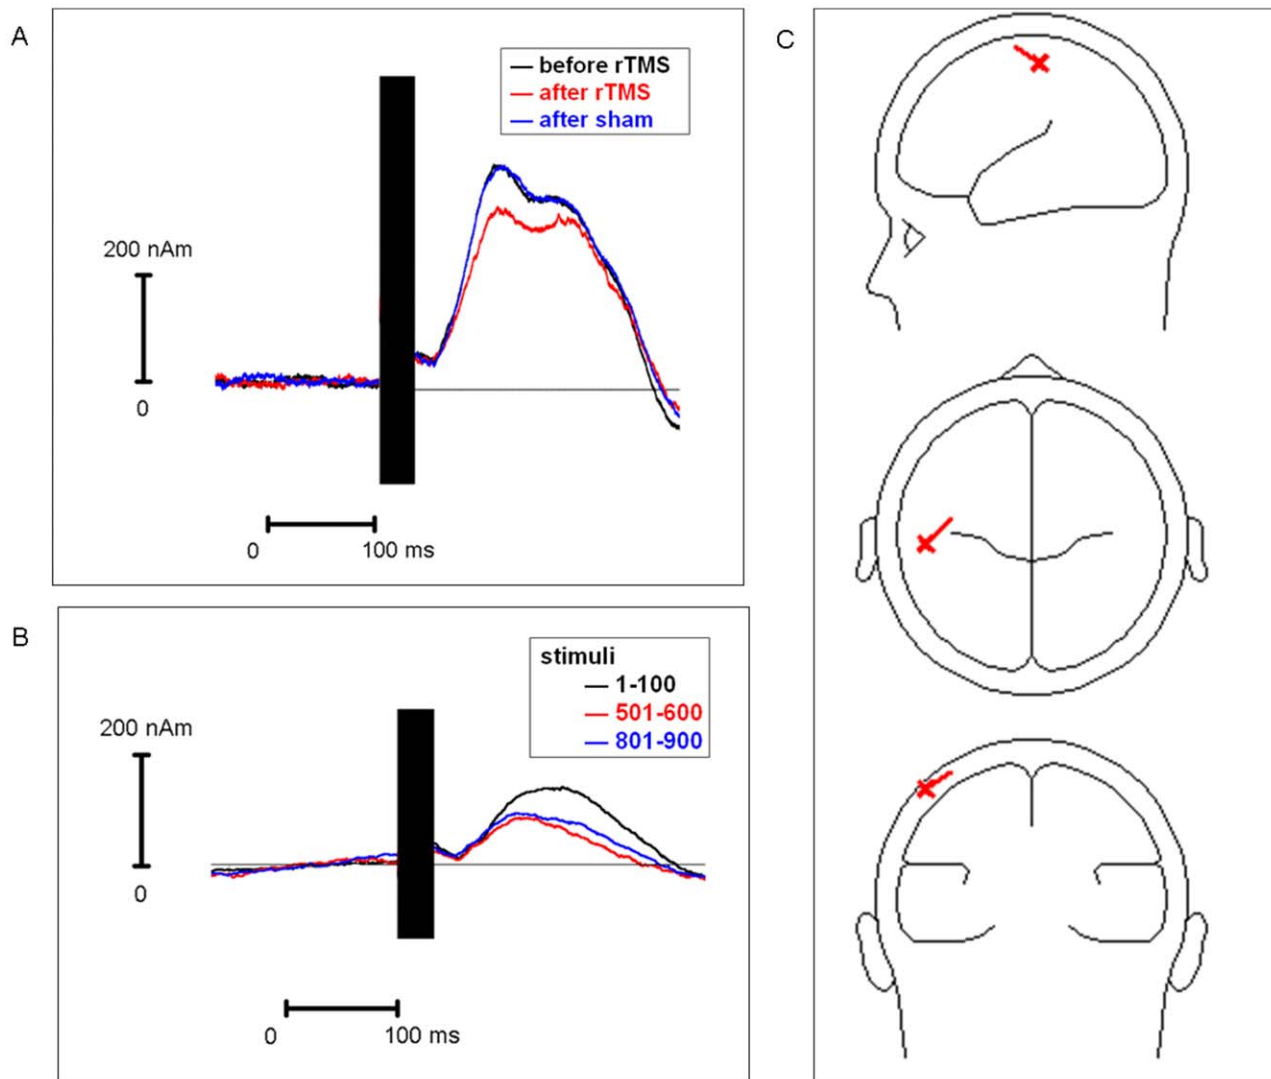 A
before rTMS
after rTMS
after sham
200 nAm
0
0
100 ms
B
stimuli
1-100
501-600
801-900
200 nAm
0
0
100 ms
C